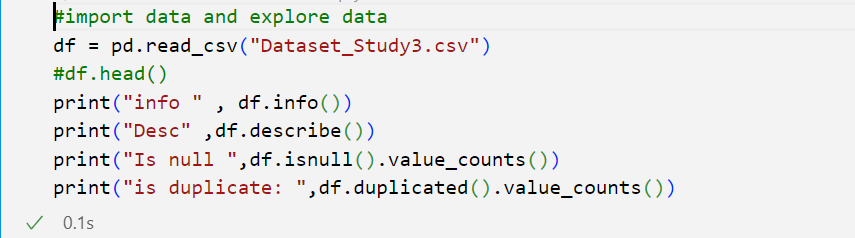 #import data and explore data
df = pd.read_csv("Dataset_Study3.csv")
#df.head()
print("info " , df.info())
print("Desc" ,df.describe())
print("Is null ",df.isnull().value_counts())
print("is duplicate: ",df.duplicated().value_counts())
0.1s